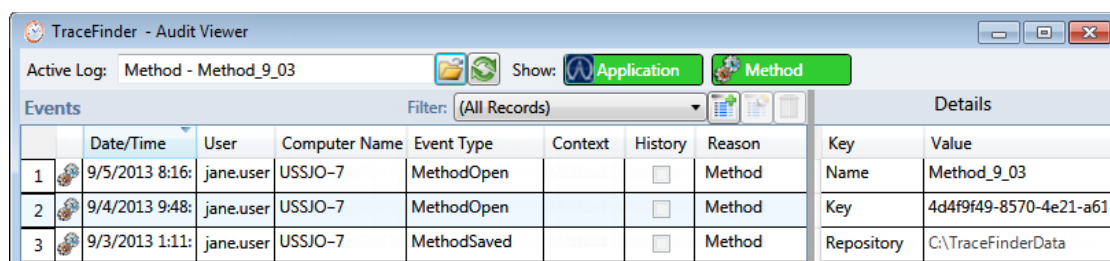 TraceFinder - Audit Viewer
Active Log: Method - Method_9_03 Show: Application Method
Events Filter: (All Records) Details
Date/Time User Computer Name Event Type Context History Reason Key Value
1 9/5/2013 8:16: jane.user USSJO-7 MethodOpen Method Name Method_9_03
2 9/4/2013 9:48: jane.user USSJO-7 MethodOpen Method Key 4d4f9f49-8570-4e21-a61
3 9/3/2013 1:11: jane.user USSJO-7 MethodSaved Method Repository C:\TraceFinderData